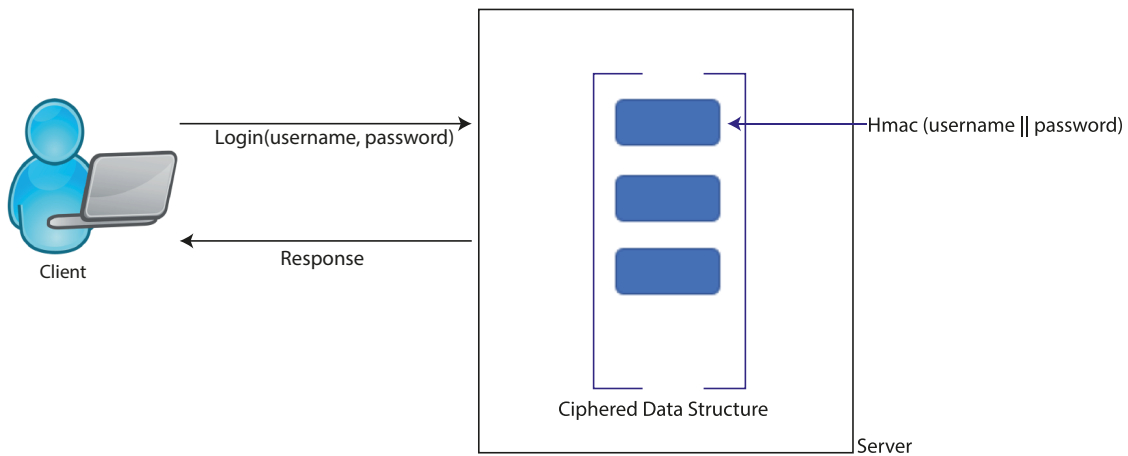 Login(username, password)
Hmac (username || password)
Response
Client
Ciphered Data Structure
Server